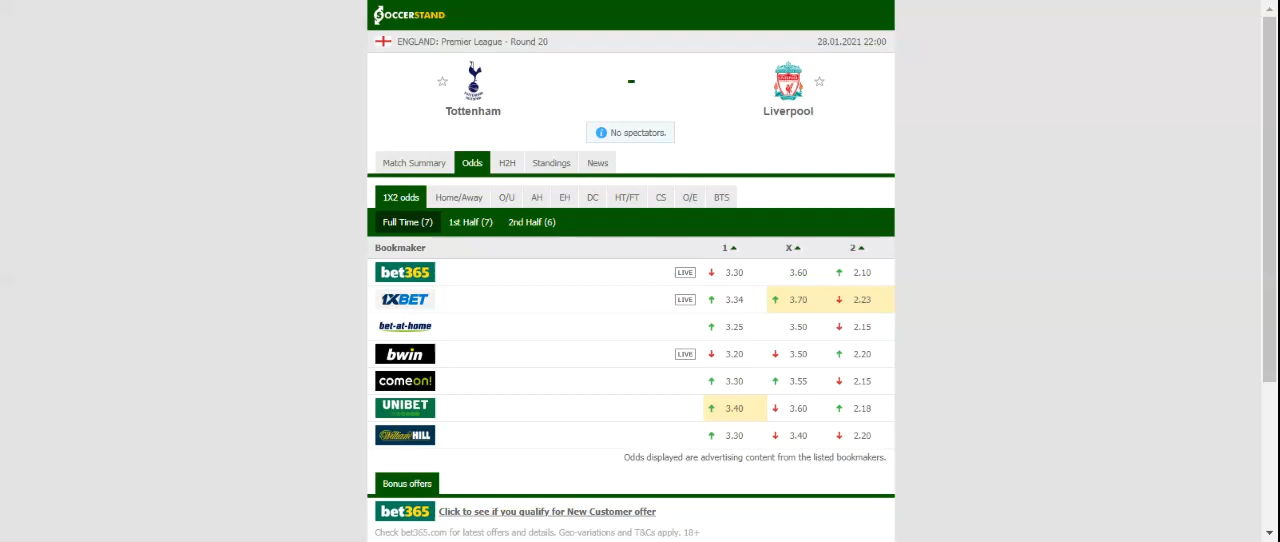 SOCCERSTAND
ENGLAND: Premier League - Round 20 28.01.2021 22:00
-
Tottenham Liverpool
No spectators.
Match Summary Odds H2H Standings News
1X2 odds Home/Away O/U AH EH DC HT/FT CS O/E BTS
Full Time (7) 1st Half (7) 2nd Half (6)
Bookmaker 1 X 2
bet365 LIVE 3.30 3.60 2.10
1XBET LIVE 3.34 3.70 2.23
bet-at-home 3.25 3.50 2.15
bwin LIVE 3.20 3.50 2.20
comeon! 3.30 3.55 2.15
UNIBET 3.40 3.60 2.18
William HILL 3.30 3.40 2.20
Odds displayed are advertising content from the listed bookmakers.
Bonus offers
bet365 Click to see if you qualify for New Customer offer
Check bet365.com for latest offers and details. Geo-variations and T&Cs apply. 18+